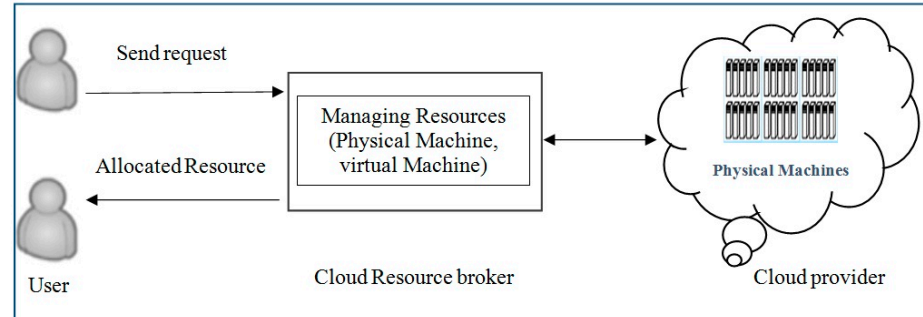 Send request
Managing Resources
(Physical Machine,
virtual Machine)
Allocated Resource
Physical Machines
User
Cloud Resource broker
Cloud provider